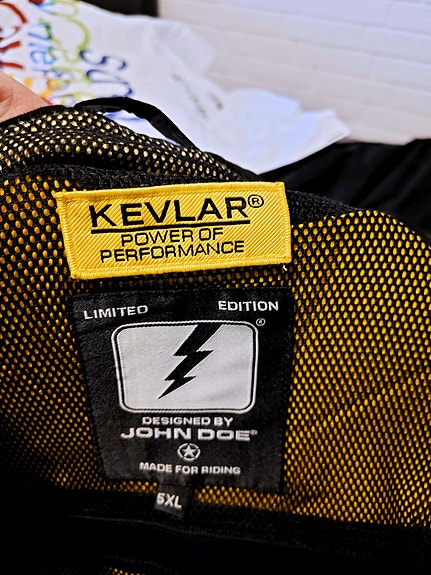 KEVLAR®
POWER OF
PERFORMANCE
LIMITED EDITION
®
DESIGNED BY
JOHN DOE®
MADE FOR RIDING
5XL